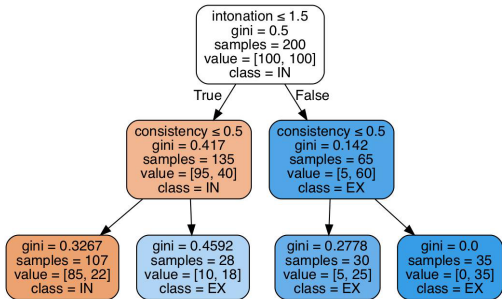 intonation ≤ 1.5
gini = 0.5
samples = 200
value = [100, 100]
class = IN
True
False
consistency ≤ 0.5
gini = 0.417
samples = 135
value = [95, 40]
class = IN
consistency ≤ 0.5
gini = 0.142
samples = 65
value = [5, 60]
class = EX
gini = 0.3267
samples = 107
value = [85, 22]
class = IN
gini = 0.4592
samples = 28
value = [10, 18]
class = EX
gini = 0.2778
samples = 30
value = [5, 25]
class = EX
gini = 0.0
samples = 35
value = [0, 35]
class = EX